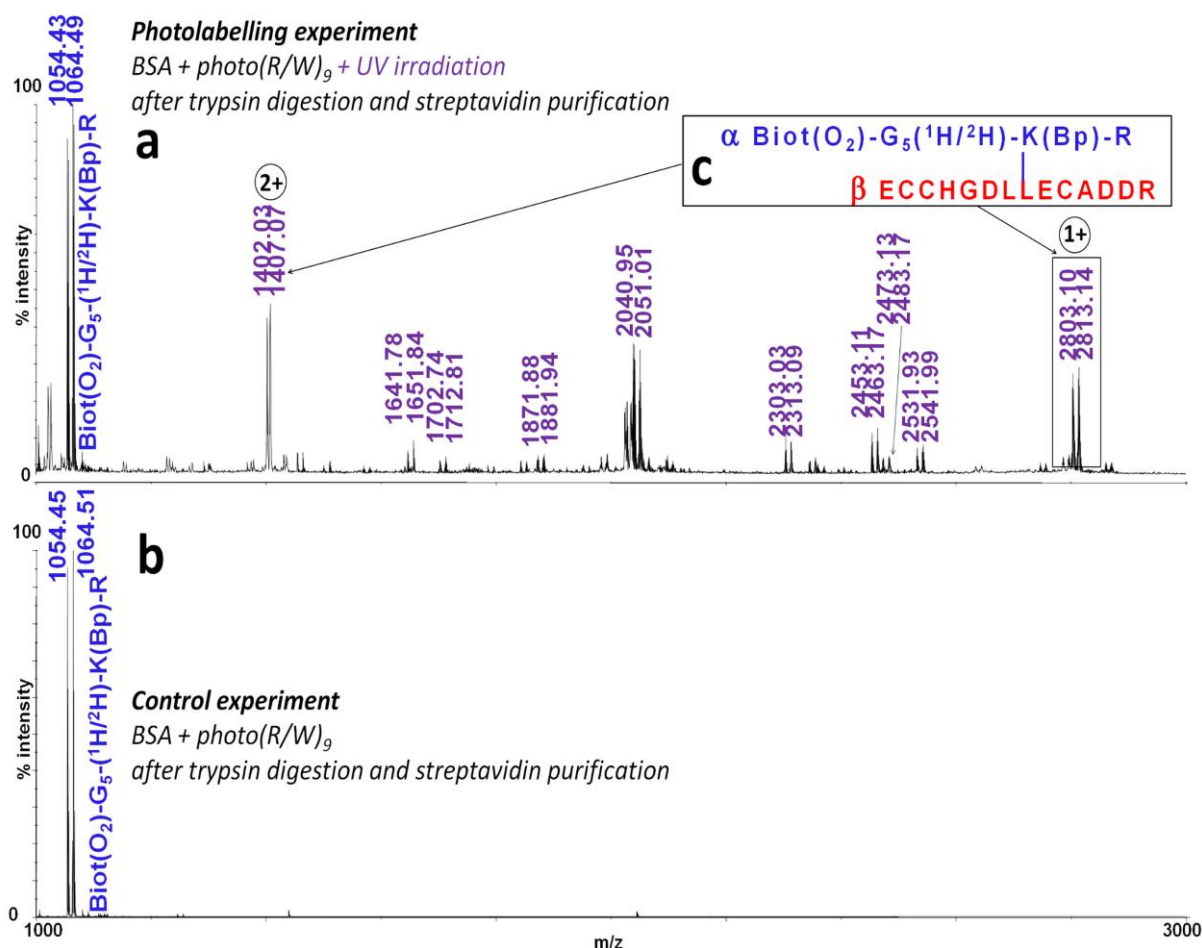 Photolabelling experiment
BSA + photo(R/W)₉ + UV irradiation
after trypsin digestion and streptavidin purification
a
100
% intensity
0
1054.43
1064.49
Biot(O₂)-G₅-(¹H/²H)-K(Bp)-R
2+
1402.03
1407.07
1641.78
1651.84
1702.74
1712.81
1871.88
1881.94
2040.95
2051.01
2303.03
2313.09
2453.11
2463.17
2473.13
2483.17
2531.93
2541.99
1+
2803.10
2813.14
c
α Biot(O₂)-G₅(¹H/²H)-K(Bp)-R
β ECCHGDLLECADDR
b
100
% intensity
0
1054.45
1064.51
Biot(O₂)-G₅-(¹H/²H)-K(Bp)-R
Control experiment
BSA + photo(R/W)₉
after trypsin digestion and streptavidin purification
1000
m/z
3000